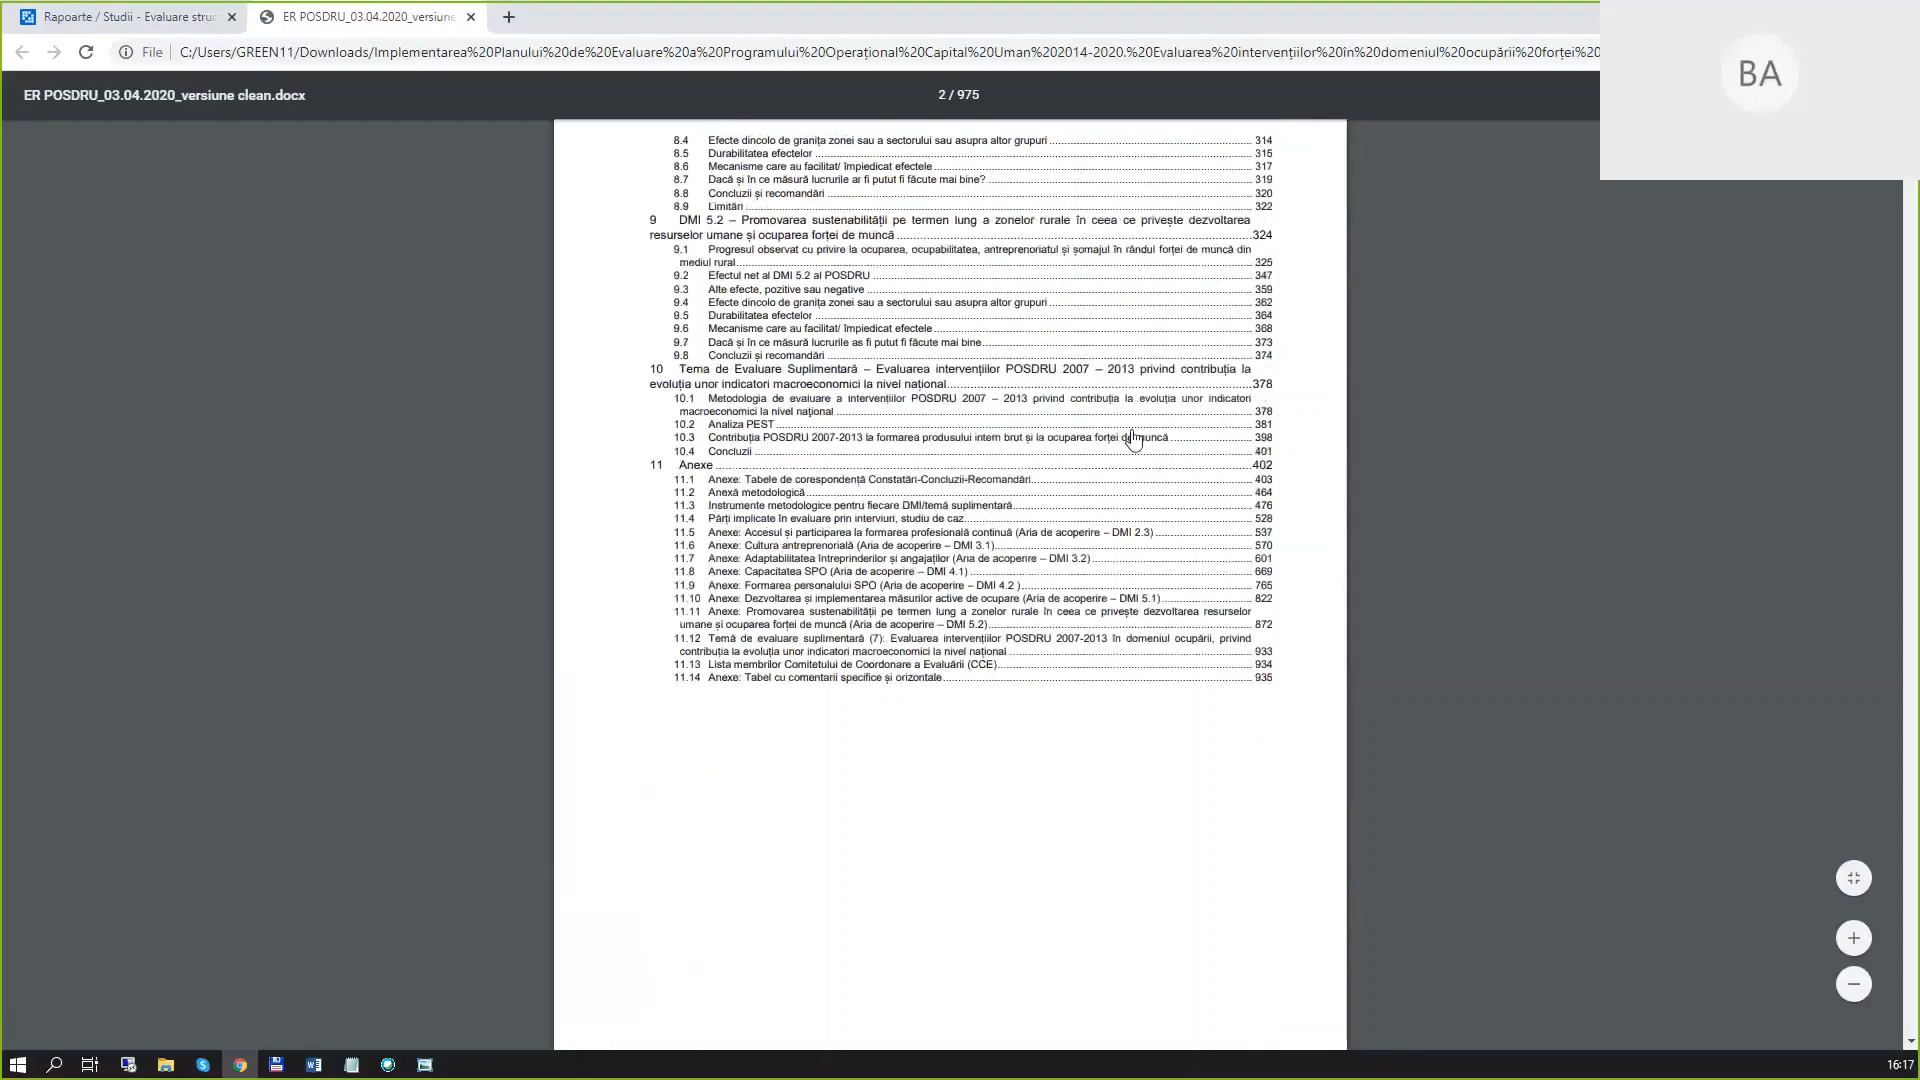 Rapoarte / Studii - Evaluare struc
ER POSDRU_03.04.2020_versiune
File
C:/Users/GREEN11/Downloads/Implementarea%20Planului%20de%20Evaluare%20a%20Programului%20Operațional%20Capital%20Uman%202014-2020.%20Evaluarea%20intervențiilor%20în%20domeniul%20ocupării%20forței%20
BA
ER POSDRU_03.04.2020_versiune clean.docx
2 / 975
8.4 Efecte dincolo de granița zonei sau a sectorului sau asupra altor grupuri 314
8.5 Durabilitatea efectelor 315
8.6 Mecanisme care au facilitat/ împiedicat efectele 317
8.7 Dacă și în ce măsură lucrurile ar fi putut fi făcute mai bine? 319
8.8 Concluzii și recomandări 320
8.9 Limitări 322
9 DMI 5.2 – Promovarea sustenabilității pe termen lung a zonelor rurale în ceea ce privește dezvoltarea
resurselor umane și ocuparea forței de muncă 324
9.1 Progresul observat cu privire la ocuparea, ocupabilitatea, antreprenoriatul și șomajul în rândul forței de muncă din
mediul rural 325
9.2 Efectul net al DMI 5.2 al POSDRU 347
9.3 Alte efecte, pozitive sau negative 359
9.4 Efecte dincolo de granița zonei sau a sectorului sau asupra altor grupuri 362
9.5 Durabilitatea efectelor 364
9.6 Mecanisme care au facilitat/ împiedicat efectele 368
9.7 Dacă și în ce măsură lucrurile as fi putut fi făcute mai bine 373
9.8 Concluzii și recomandări 374
10 Tema de Evaluare Suplimentară – Evaluarea intervențiilor POSDRU 2007 – 2013 privind contribuția la
evoluția unor indicatori macroeconomici la nivel național 378
10.1 Metodologia de evaluare a intervențiilor POSDRU 2007 – 2013 privind contribuția la evoluția unor indicatori
macroeconomici la nivel național 378
10.2 Analiza PEST 381
10.3 Contribuția POSDRU 2007-2013 la formarea produsului intern brut și la ocuparea forței de muncă 398
10.4 Concluzii 401
11 Anexe 402
11.1 Anexe: Tabele de corespondență Constatări-Concluzii-Recomandări 403
11.2 Anexă metodologică 464
11.3 Instrumente metodologice pentru fiecare DMI/temă suplimentară 476
11.4 Părți implicate în evaluare prin interviuri, studiu de caz 528
11.5 Anexe: Accesul și participarea la formarea profesională continuă (Aria de acoperire – DMI 2.3) 537
11.6 Anexe: Cultura antreprenorială (Aria de acoperire – DMI 3.1) 570
11.7 Anexe: Adaptabilitatea întreprinderilor și angajaților (Aria de acoperire – DMI 3.2) 601
11.8 Anexe: Capacitatea SPO (Aria de acoperire – DMI 4.1) 669
11.9 Anexe: Formarea personalului SPO (Aria de acoperire – DMI 4.2 ) 765
11.10 Anexe: Dezvoltarea și implementarea măsurilor active de ocupare (Aria de acoperire – DMI 5.1) 822
11.11 Anexe: Promovarea sustenabilității pe termen lung a zonelor rurale în ceea ce privește dezvoltarea resurselor
umane și ocuparea forței de muncă (Aria de acoperire – DMI 5.2) 872
11.12 Temă de evaluare suplimentară (7): Evaluarea intervențiilor POSDRU 2007-2013 în domeniul ocupării, privind
contribuția la evoluția unor indicatori macroeconomici la nivel național 933
11.13 Lista membrilor Comitetului de Coordonare a Evaluării (CCE) 934
11.14 Anexe: Tabel cu comentarii specifice și orizontale 935
16:17